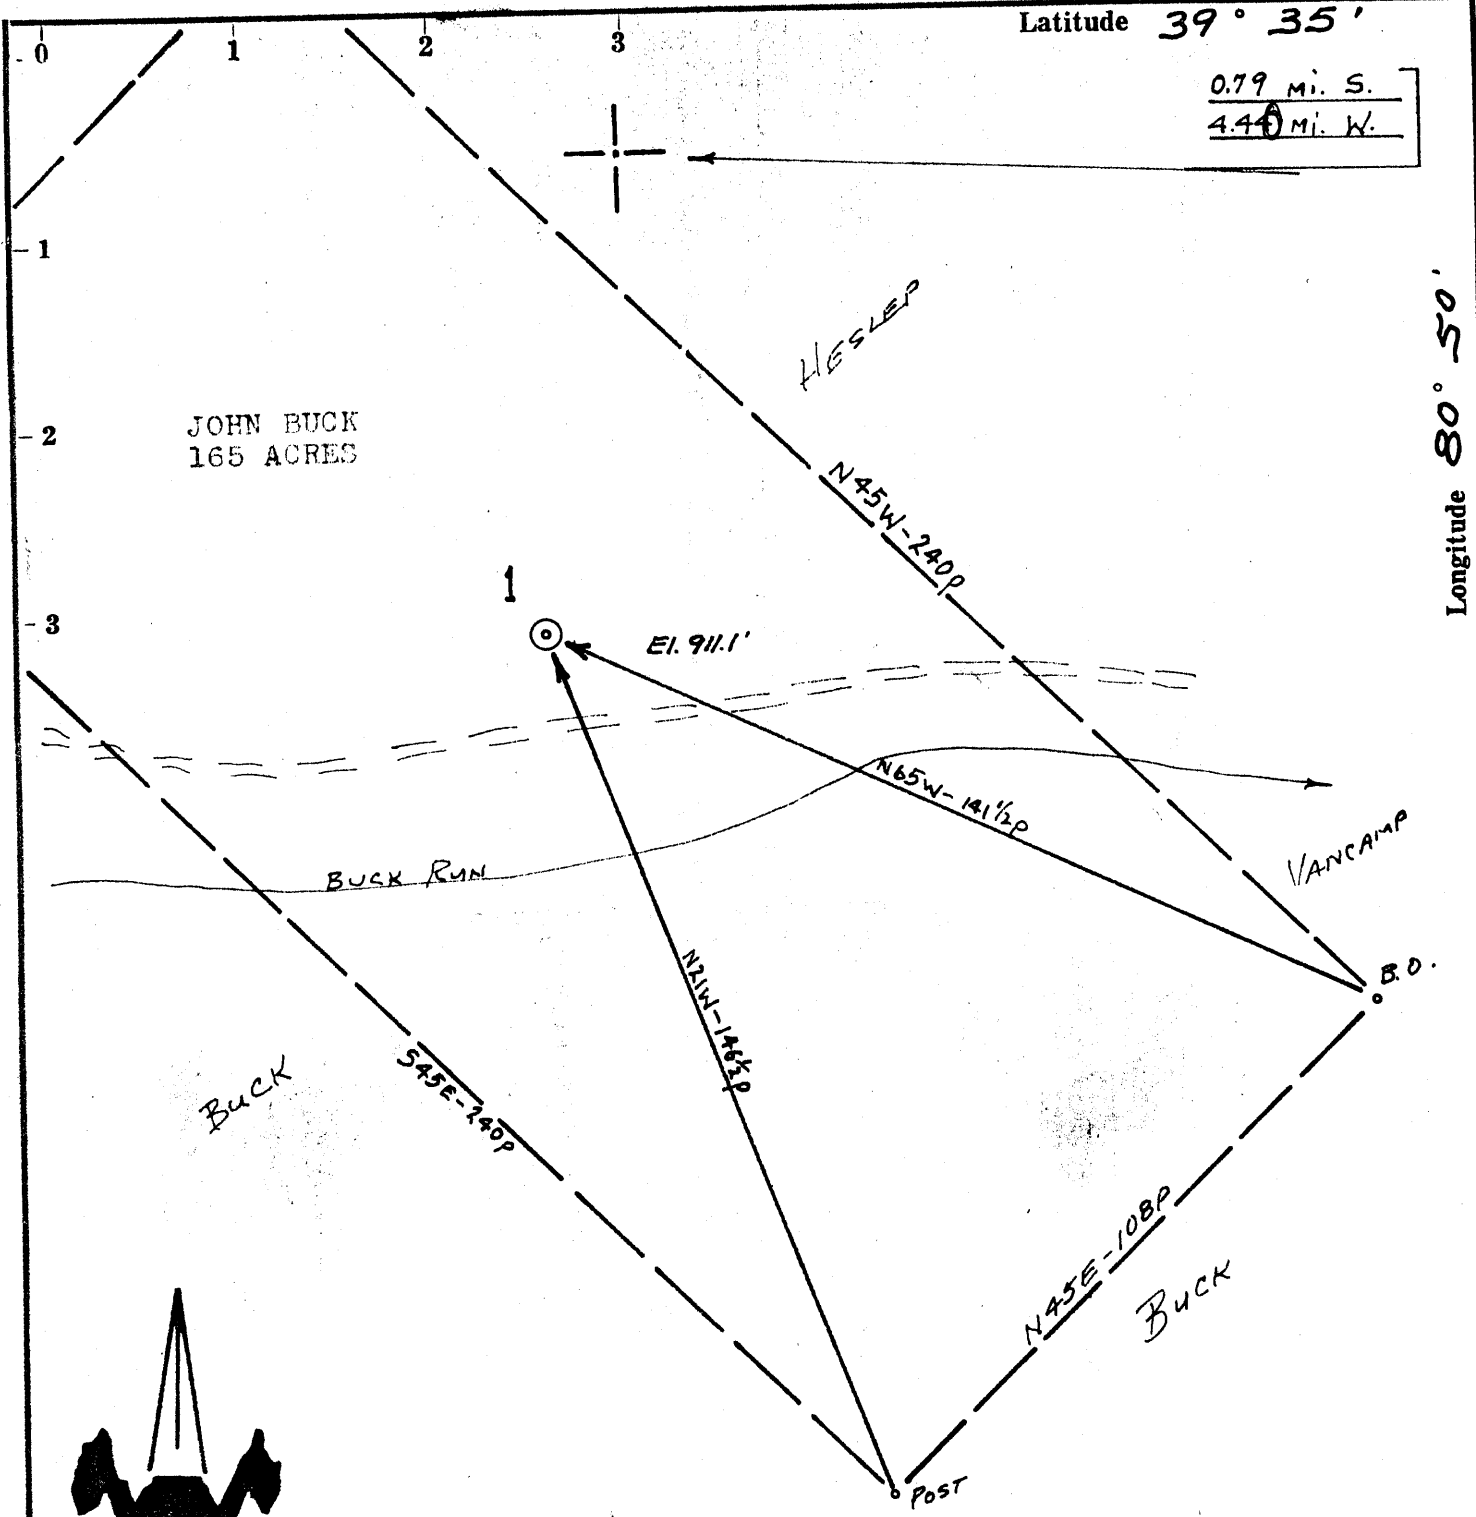 Latitude 39° 35'
0 1 2 3
0.79 Mi. S.
4.440 Mi. W.
1
2
3
Longitude 80° 50'
HESLEP
JOHN BUCK
165 ACRES
N45W-240P
1
El. 911.1'
N65W-141½P
VANCAMP
BUCK RUN
B.O.
N21W-146½P
BUCK
S45E-240P
N45E-108P
BUCK
POST